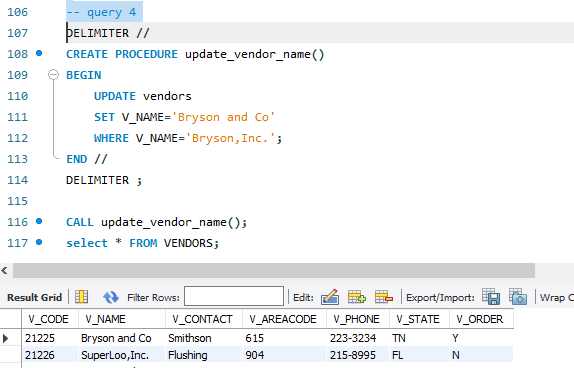 106 -- query 4
107 DELIMITER //
108 CREATE PROCEDURE update_vendor_name()
109 BEGIN
110 UPDATE vendors
111 SET V_NAME='Bryson and Co'
112 WHERE V_NAME='Bryson,Inc.';
113 END //
114 DELIMITER ;
115
116 CALL update_vendor_name();
117 select * FROM VENDORS;
Result Grid Filter Rows: Edit: Export/Import: Wrap C
V_CODE V_NAME V_CONTACT V_AREACODE V_PHONE V_STATE V_ORDER
21225 Bryson and Co Smithson 615 223-3234 TN Y
21226 SuperLoo,Inc. Flushing 904 215-8995 FL N